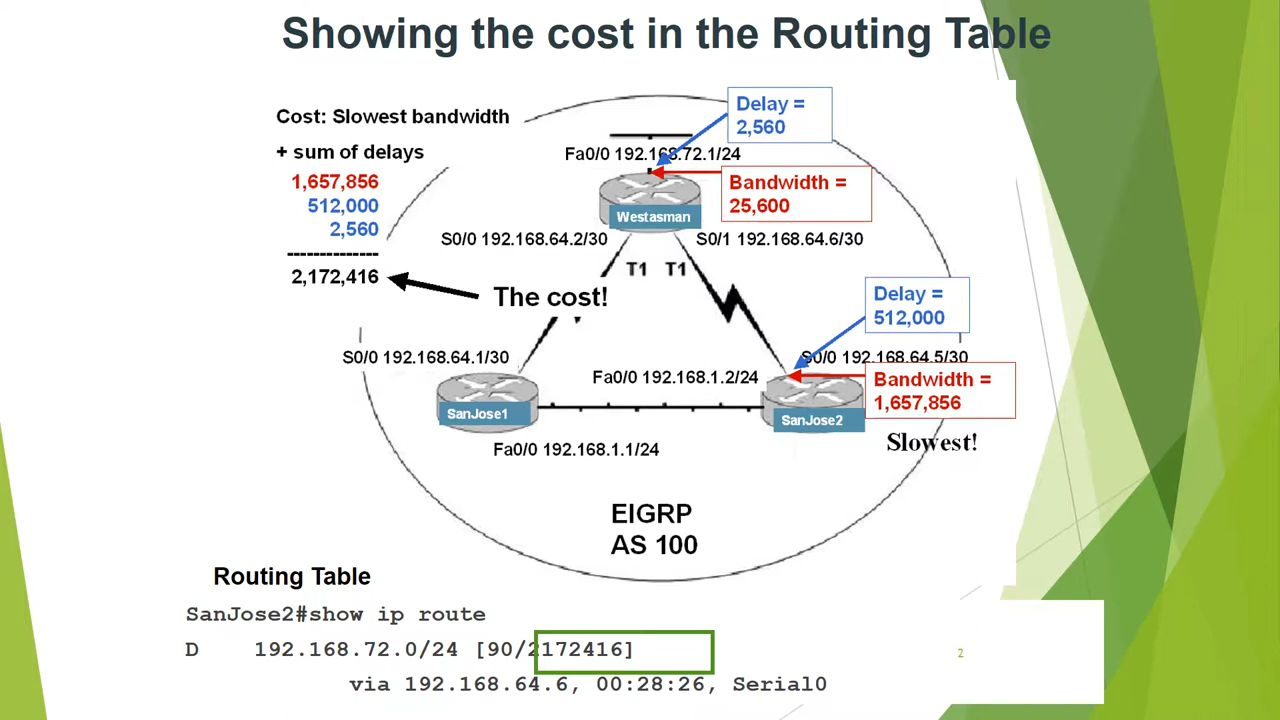 Showing the cost in the Routing Table
Cost: Slowest bandwidth
+ sum of delays
1,657,856
512,000
2,560
--------------
2,172,416
The cost!
Delay =
2,560
Fa0/0 192.168.72.1/24
Bandwidth =
25,600
Westasman
S0/0 192.168.64.2/30
S0/1 192.168.64.6/30
T1
T1
Delay =
512,000
S0/0 192.168.64.1/30
S0/0 192.168.64.5/30
Fa0/0 192.168.1.2/24
Bandwidth =
1,657,856
SanJose1
SanJose2
Slowest!
Fa0/0 192.168.1.1/24
EIGRP
AS 100
Routing Table
SanJose2#show ip route
D 192.168.72.0/24 [90/2172416]
via 192.168.64.6, 00:28:26, Serial0
2